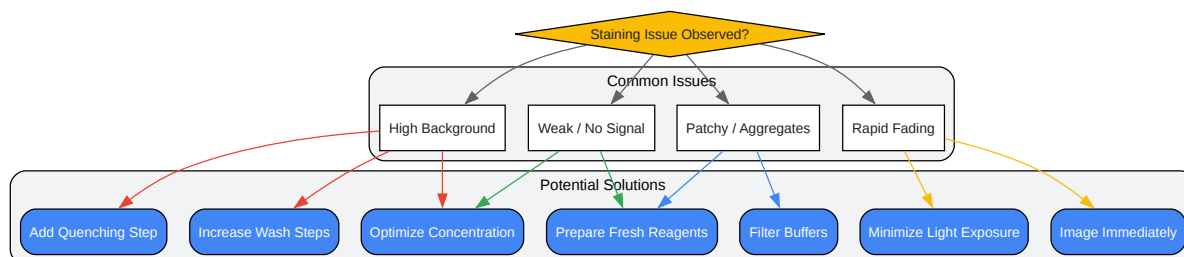 Staining Issue Observed?
Common Issues
High Background
Weak / No Signal
Patchy / Aggregates
Rapid Fading
Potential Solutions
Add Quenching Step
Increase Wash Steps
Optimize Concentration
Prepare Fresh Reagents
Filter Buffers
Minimize Light Exposure
Image Immediately